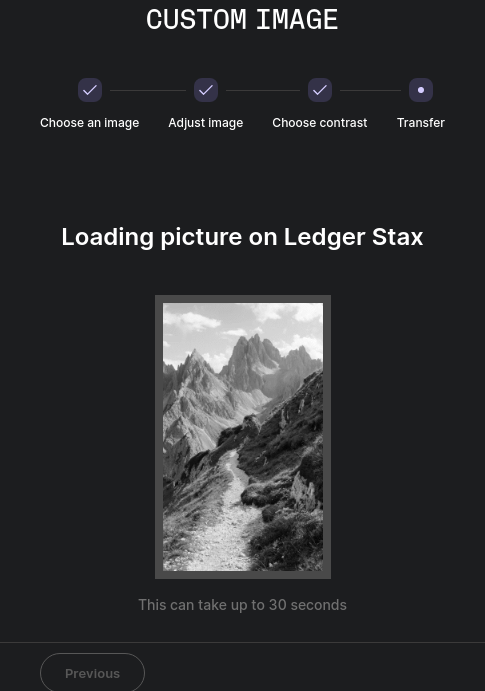 CUSTOM IMAGE
Choose an image Adjust image Choose contrast Transfer
Loading picture on Ledger Stax
This can take up to 30 seconds
Previous